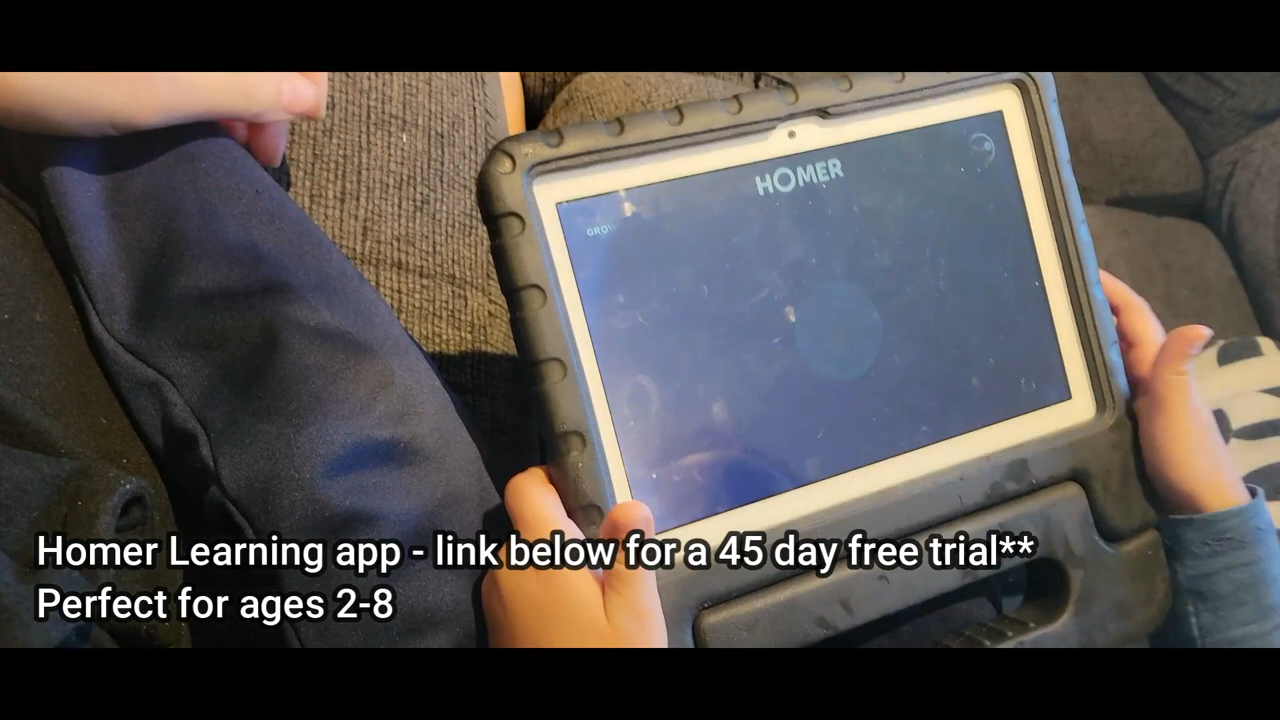 HOMER
Homer Learning app - link below for a 45 day free trial**
Perfect for ages 2-8